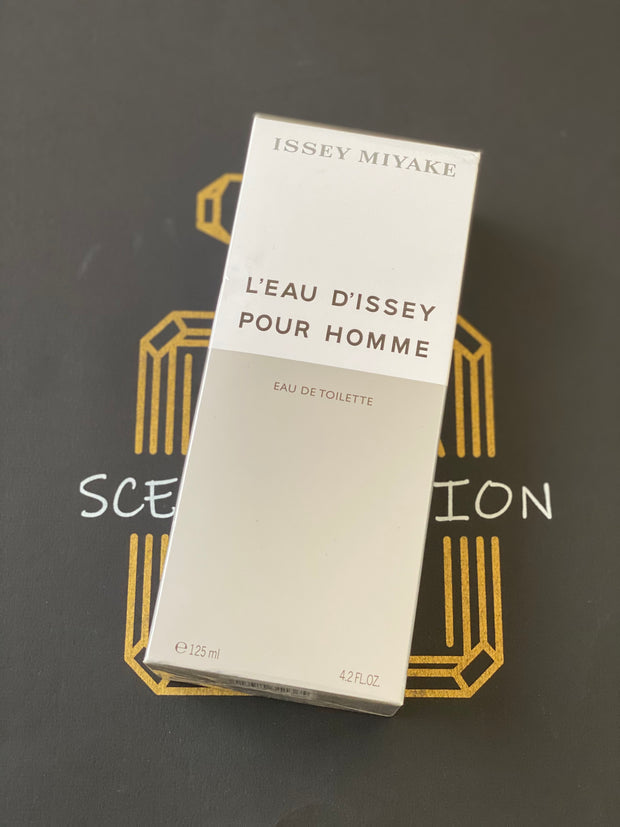 ISSEY MIYAKE
L'EAU D'ISSEY
POUR HOMME
EAU DE TOILETTE
SCE ION
℮125 ml
4.2 FL.OZ.